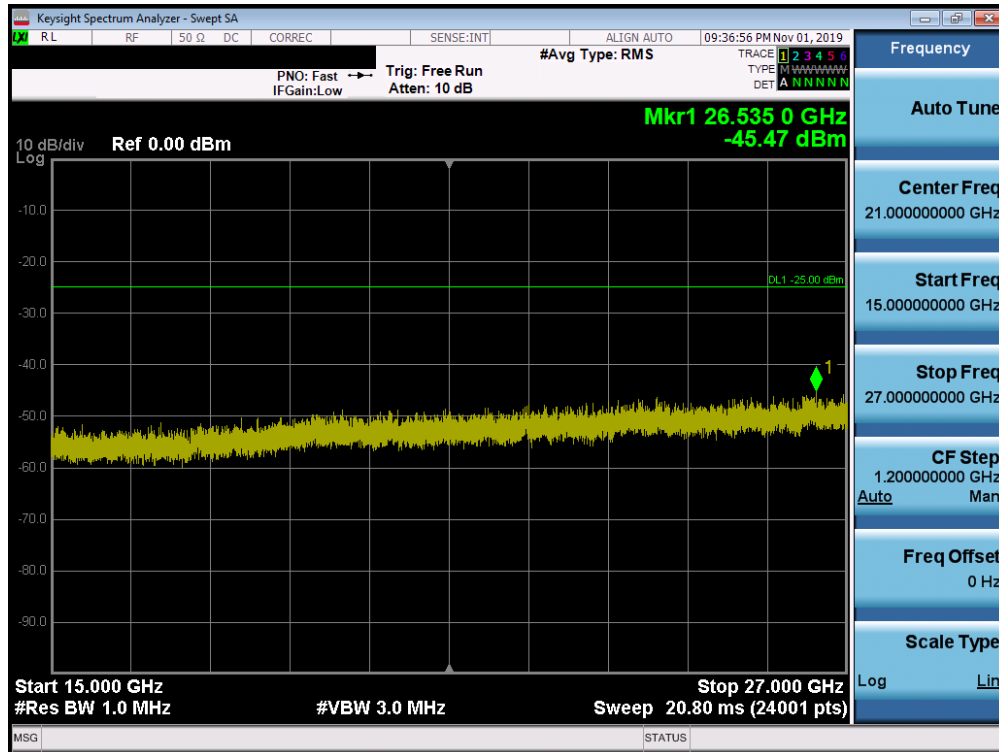 Keysight Spectrum Analyzer - Swept SA
LXI RL RF 50 Ω DC CORREC SENSE:INT ALIGN AUTO 09:36:56 PM Nov 01, 2019
#Avg Type: RMS
TRACE 1 2 3 4 5 6
PNO: Fast Trig: Free Run
TYPE M WWWWW
IFGain:Low Atten: 10 dB
DET A N N N N N
Mkr1 26.535 0 GHz
-45.47 dBm
10 dB/div Ref 0.00 dBm
Log
-10.0
-20.0
DL1 -25.00 dBm
-30.0
-40.0
1
-50.0
-60.0
-70.0
-80.0
-90.0
Start 15.000 GHz Stop 27.000 GHz
#Res BW 1.0 MHz #VBW 3.0 MHz Sweep 20.80 ms (24001 pts)
MSG STATUS
Frequency
Auto Tune
Center Freq
21.000000000 GHz
Start Freq
15.000000000 GHz
Stop Freq
27.000000000 GHz
CF Step
1.200000000 GHz
Auto Man
Freq Offset
0 Hz
Scale Type
Log Lin